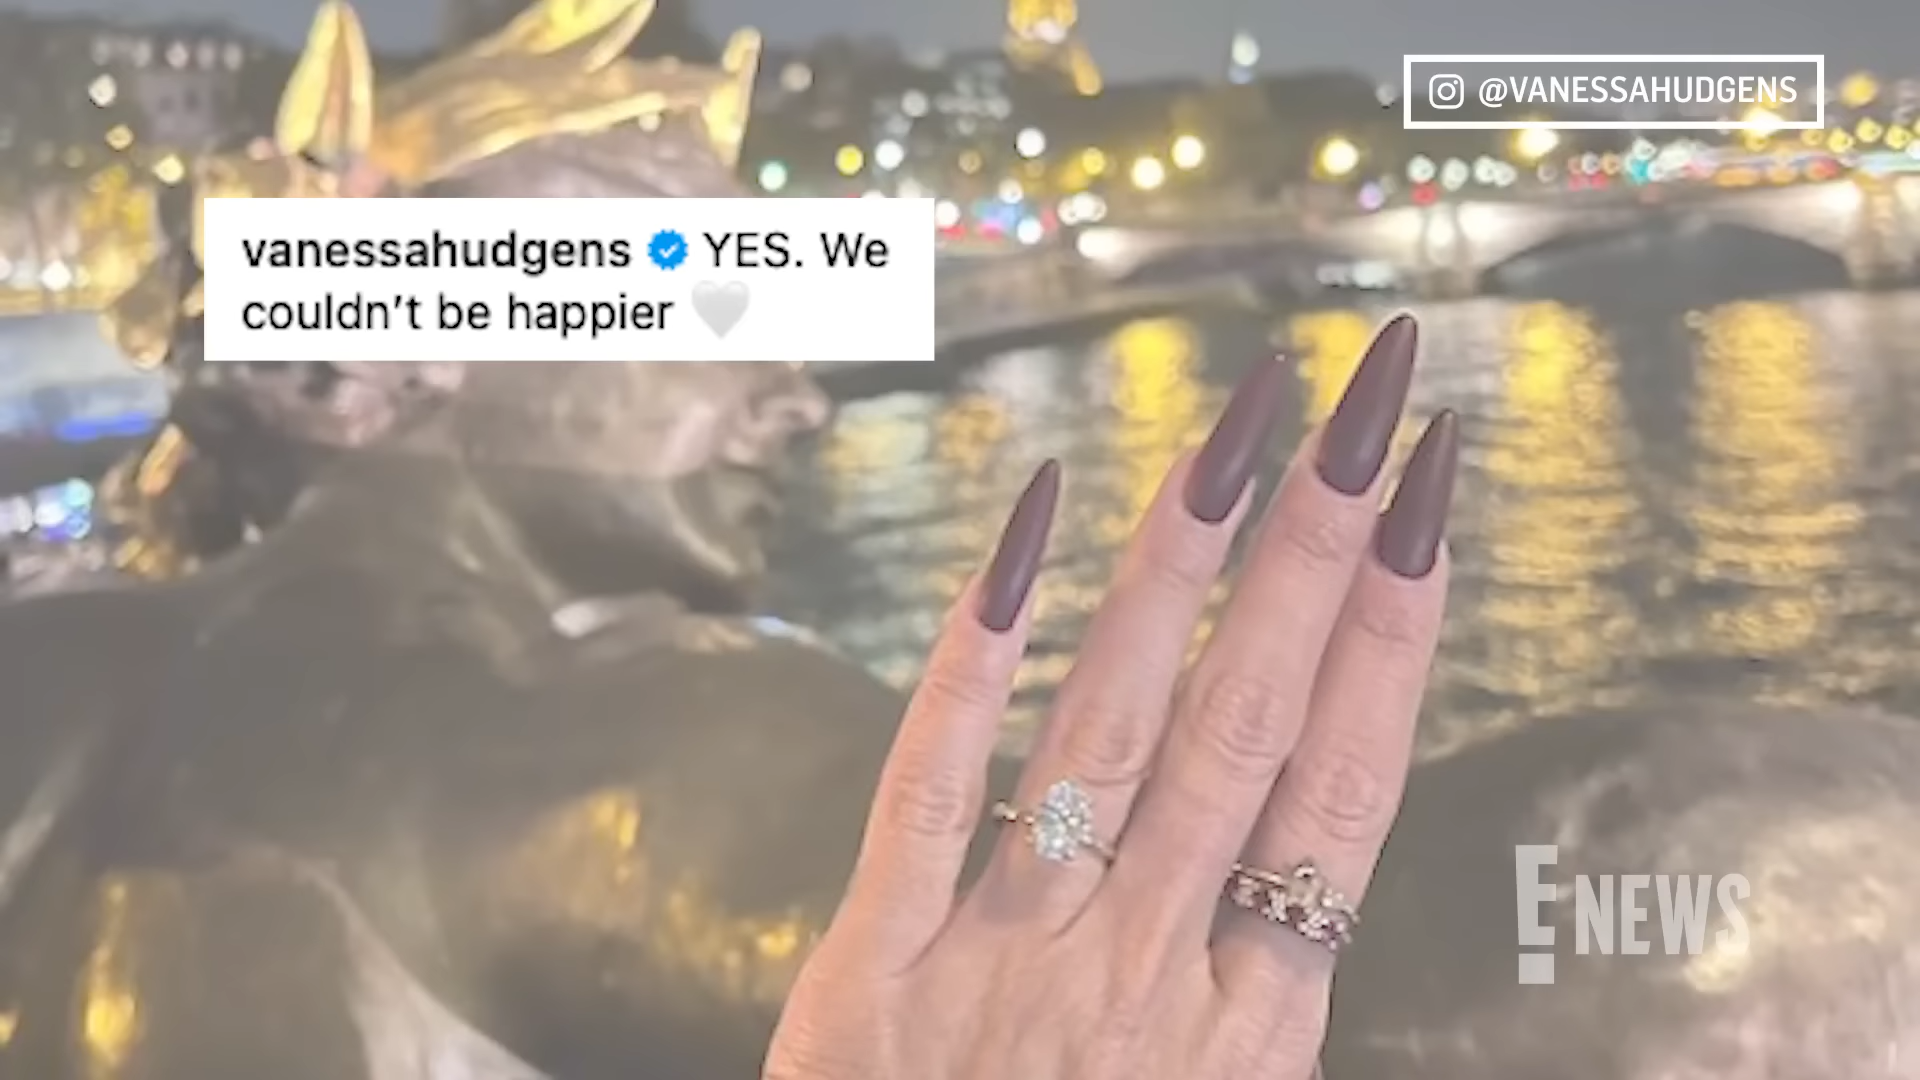 @VANESSAHUDGENS
vanessahudgens YES. We
couldn't be happier 🤍
E! NEWS